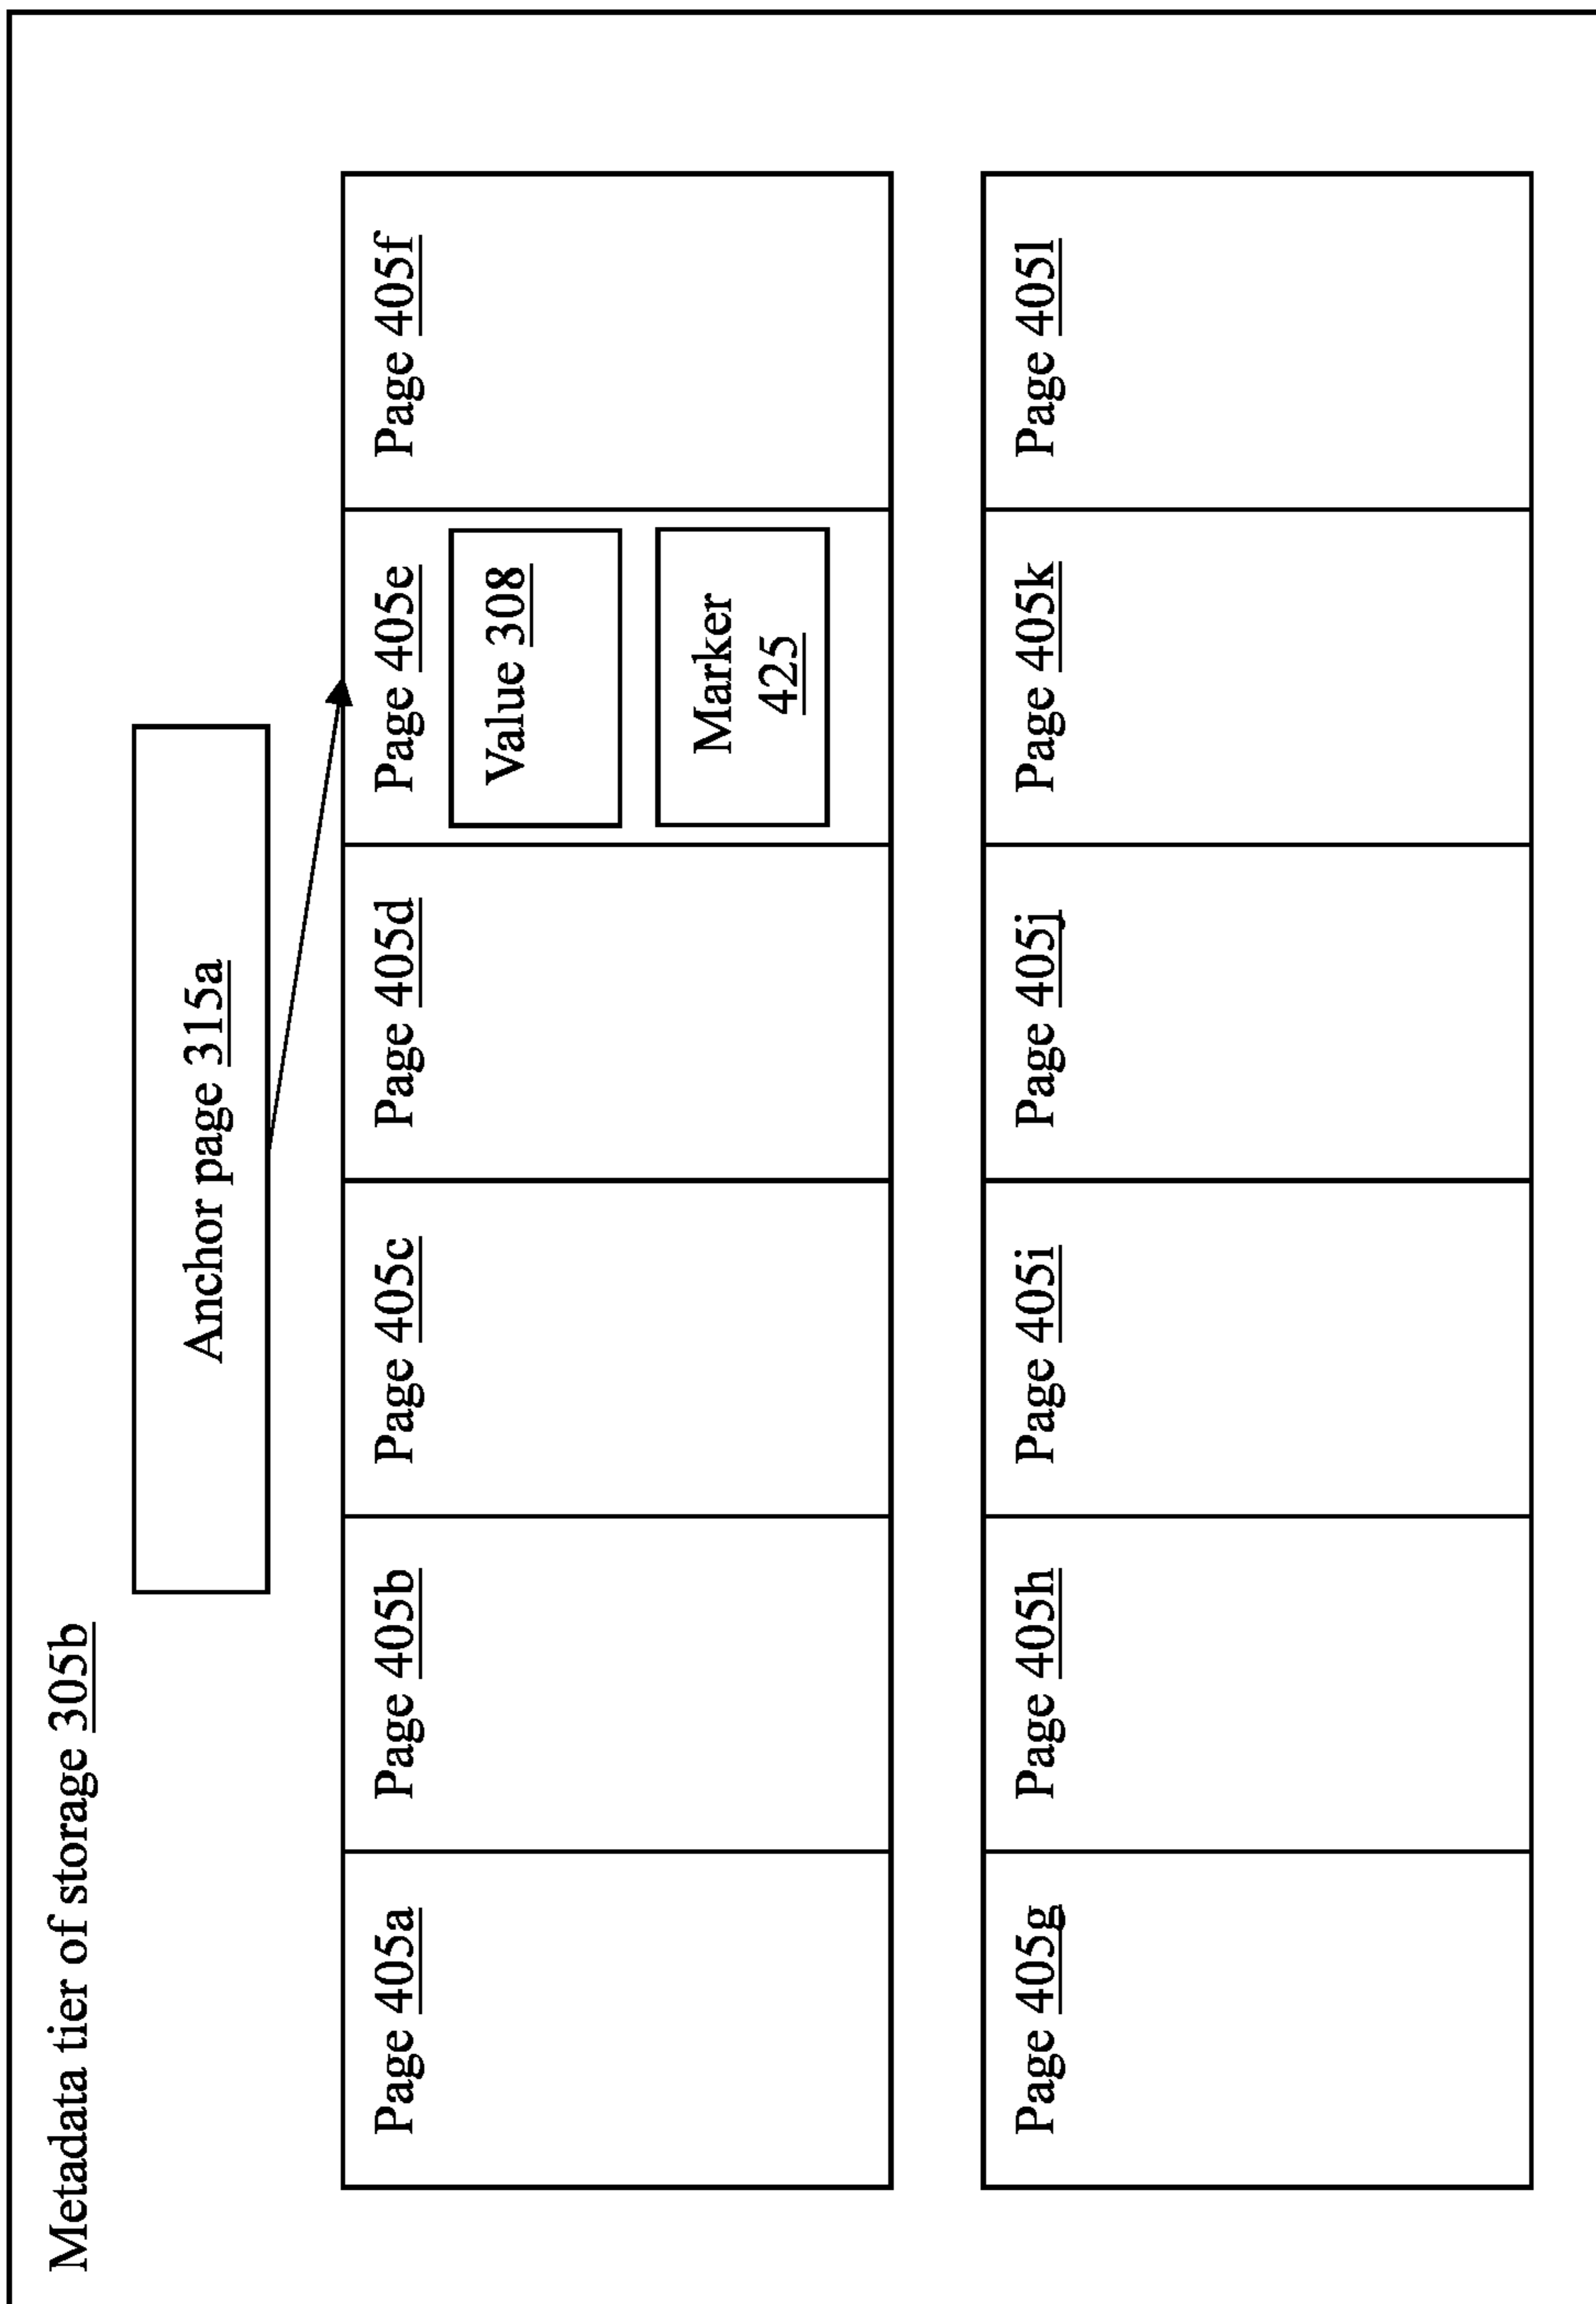 Metadata tier of storage 305b
Anchor page 315a
Page 405a
Page 405b
Page 405c
Page 405d
Page 405e
Value 308
Marker
425
Page 405f
Page 405g
Page 405h
Page 405i
Page 405j
Page 405k
Page 405l